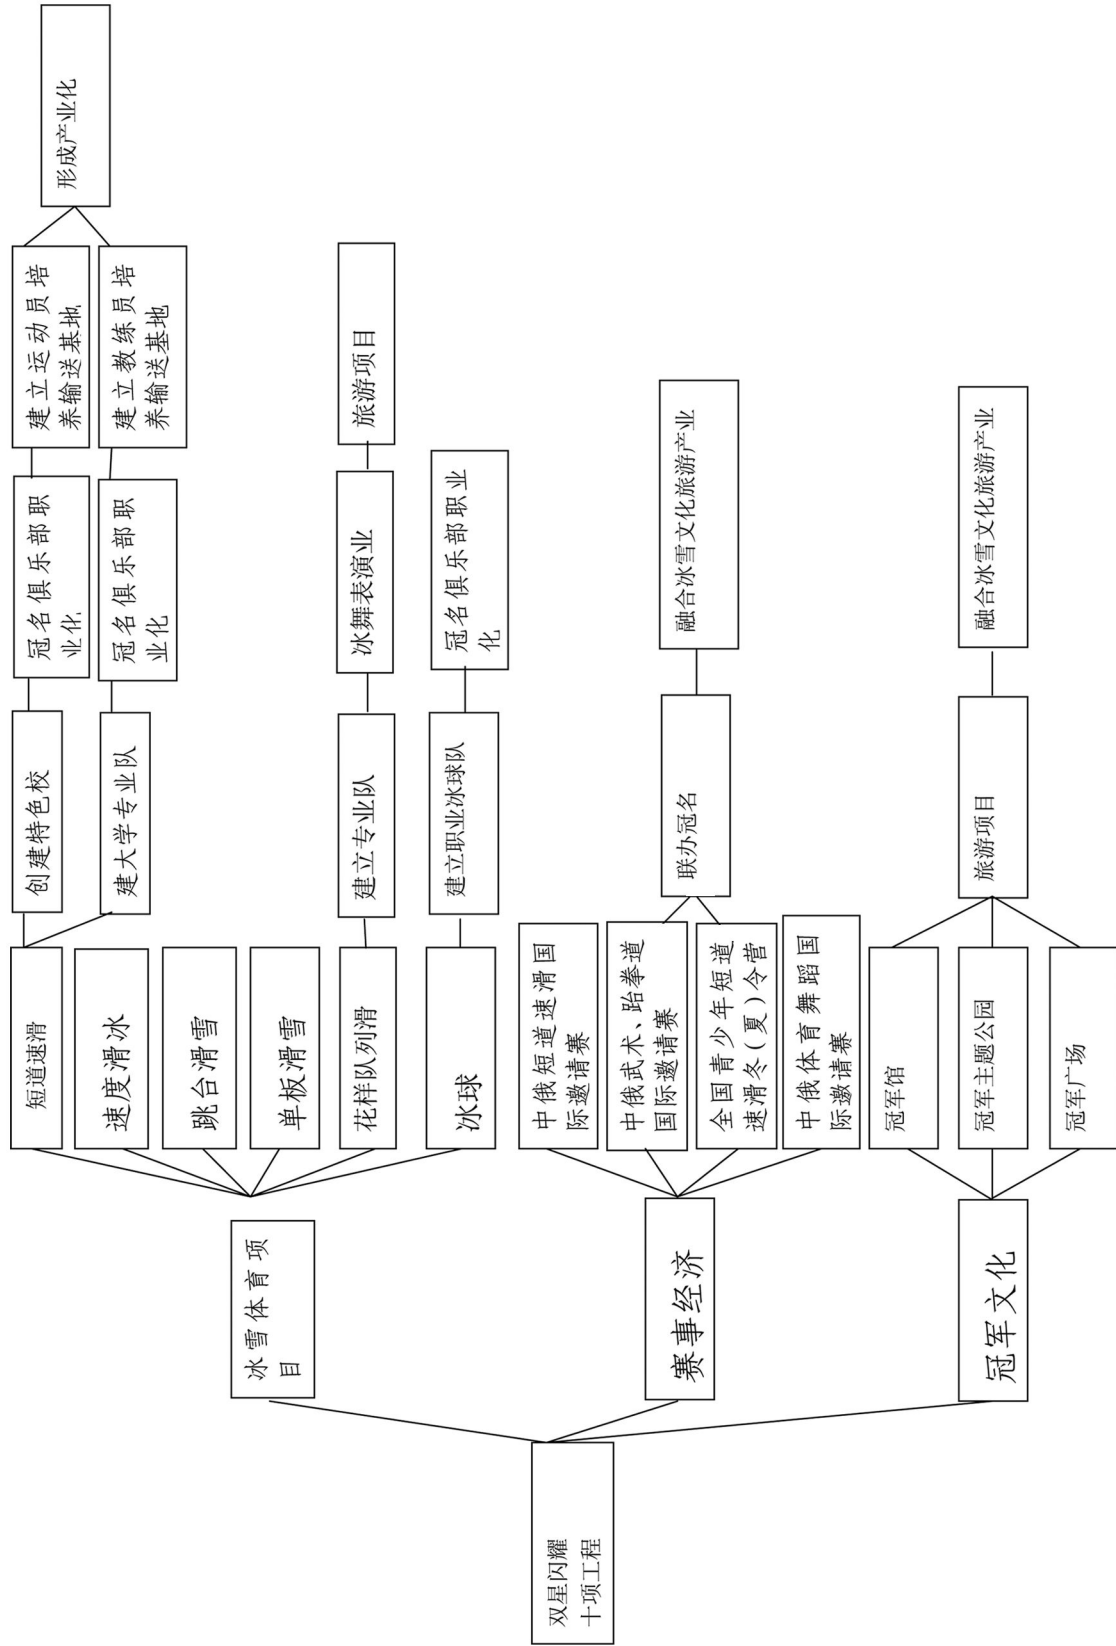 双星闪耀
十项工程
冰雪体育项
目
短道速滑
创建特色校
冠名俱乐部职
业化
建立运动员培
养输送基地
形成产业化
建大学专业队
冠名俱乐部职
业化
建立教练员培
养输送基地
速度滑冰
跳台滑雪
单板滑雪
花样队列滑
建立专业队
冰舞表演业
旅游项目
冰球
建立职业冰球队
冠名俱乐部职业
化
赛事经济
中俄短道速滑国
际邀请赛
中俄武术、跆拳道
国际邀请赛
全国青少年短道
速滑冬(夏)令营
中俄体育舞蹈国
际邀请赛
联办冠名
融合冰雪文化旅游产业
冠军文化
冠军馆
冠军主题公园
冠军广场
旅游项目
融合冰雪文化旅游产业